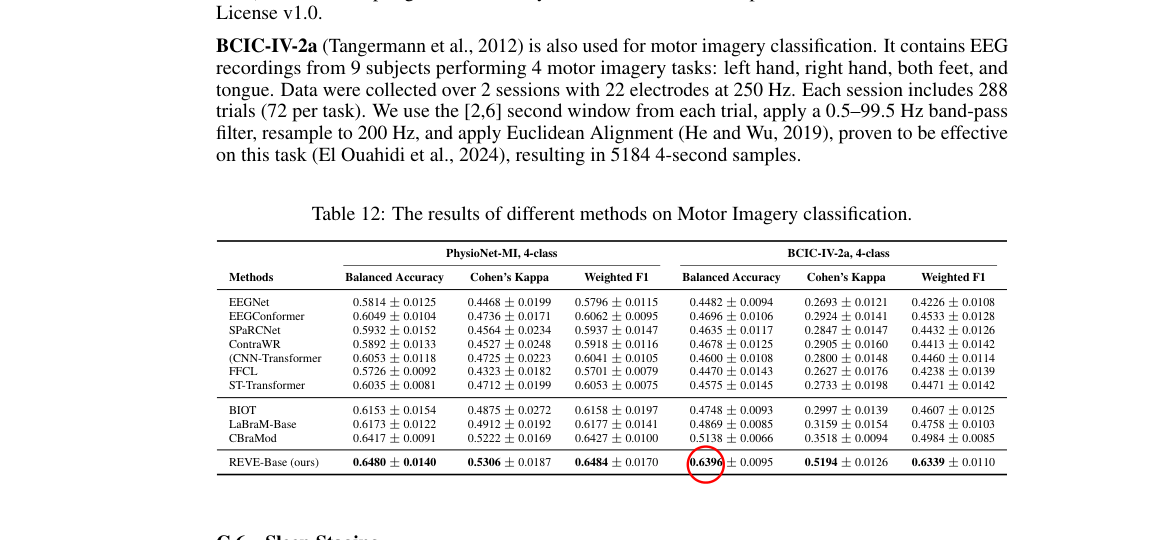 License v1.0.
BCIC-IV-2a (Tangermann et al., 2012) is also used for motor imagery classification. It contains EEG
recordings from 9 subjects performing 4 motor imagery tasks: left hand, right hand, both feet, and
tongue. Data were collected over 2 sessions with 22 electrodes at 250 Hz. Each session includes 288
trials (72 per task). We use the [2,6] second window from each trial, apply a 0.5–99.5 Hz band-pass
filter, resample to 200 Hz, and apply Euclidean Alignment (He and Wu, 2019), proven to be effective
on this task (El Ouahidi et al., 2024), resulting in 5184 4-second samples.
Table 12: The results of different methods on Motor Imagery classification.
PhysioNet-MI, 4-class BCIC-IV-2a, 4-class
Methods Balanced Accuracy Cohen's Kappa Weighted F1 Balanced Accuracy Cohen's Kappa Weighted F1
EEGNet 0.5814 ± 0.0125 0.4468 ± 0.0199 0.5796 ± 0.0115 0.4482 ± 0.0094 0.2693 ± 0.0121 0.4226 ± 0.0108
EEGConformer 0.6049 ± 0.0104 0.4736 ± 0.0171 0.6062 ± 0.0095 0.4696 ± 0.0106 0.2924 ± 0.0141 0.4533 ± 0.0128
SPaRCNet 0.5932 ± 0.0152 0.4564 ± 0.0234 0.5937 ± 0.0147 0.4635 ± 0.0117 0.2847 ± 0.0147 0.4432 ± 0.0126
ContraWR 0.5892 ± 0.0133 0.4527 ± 0.0248 0.5918 ± 0.0116 0.4678 ± 0.0125 0.2905 ± 0.0160 0.4413 ± 0.0142
(CNN-Transformer 0.6053 ± 0.0118 0.4725 ± 0.0223 0.6041 ± 0.0105 0.4600 ± 0.0108 0.2800 ± 0.0148 0.4460 ± 0.0114
FFCL 0.5726 ± 0.0092 0.4323 ± 0.0182 0.5701 ± 0.0079 0.4470 ± 0.0143 0.2627 ± 0.0176 0.4238 ± 0.0139
ST-Transformer 0.6035 ± 0.0081 0.4712 ± 0.0199 0.6053 ± 0.0075 0.4575 ± 0.0145 0.2733 ± 0.0198 0.4471 ± 0.0142
BIOT 0.6153 ± 0.0154 0.4875 ± 0.0272 0.6158 ± 0.0197 0.4748 ± 0.0093 0.2997 ± 0.0139 0.4607 ± 0.0125
LaBraM-Base 0.6173 ± 0.0122 0.4912 ± 0.0192 0.6177 ± 0.0141 0.4869 ± 0.0085 0.3159 ± 0.0154 0.4758 ± 0.0103
CBraMod 0.6417 ± 0.0091 0.5222 ± 0.0169 0.6427 ± 0.0100 0.5138 ± 0.0066 0.3518 ± 0.0094 0.4984 ± 0.0085
REVE-Base (ours) 0.6480 ± 0.0140 0.5306 ± 0.0187 0.6484 ± 0.0170 0.6396 ± 0.0095 0.5194 ± 0.0126 0.6339 ± 0.0110